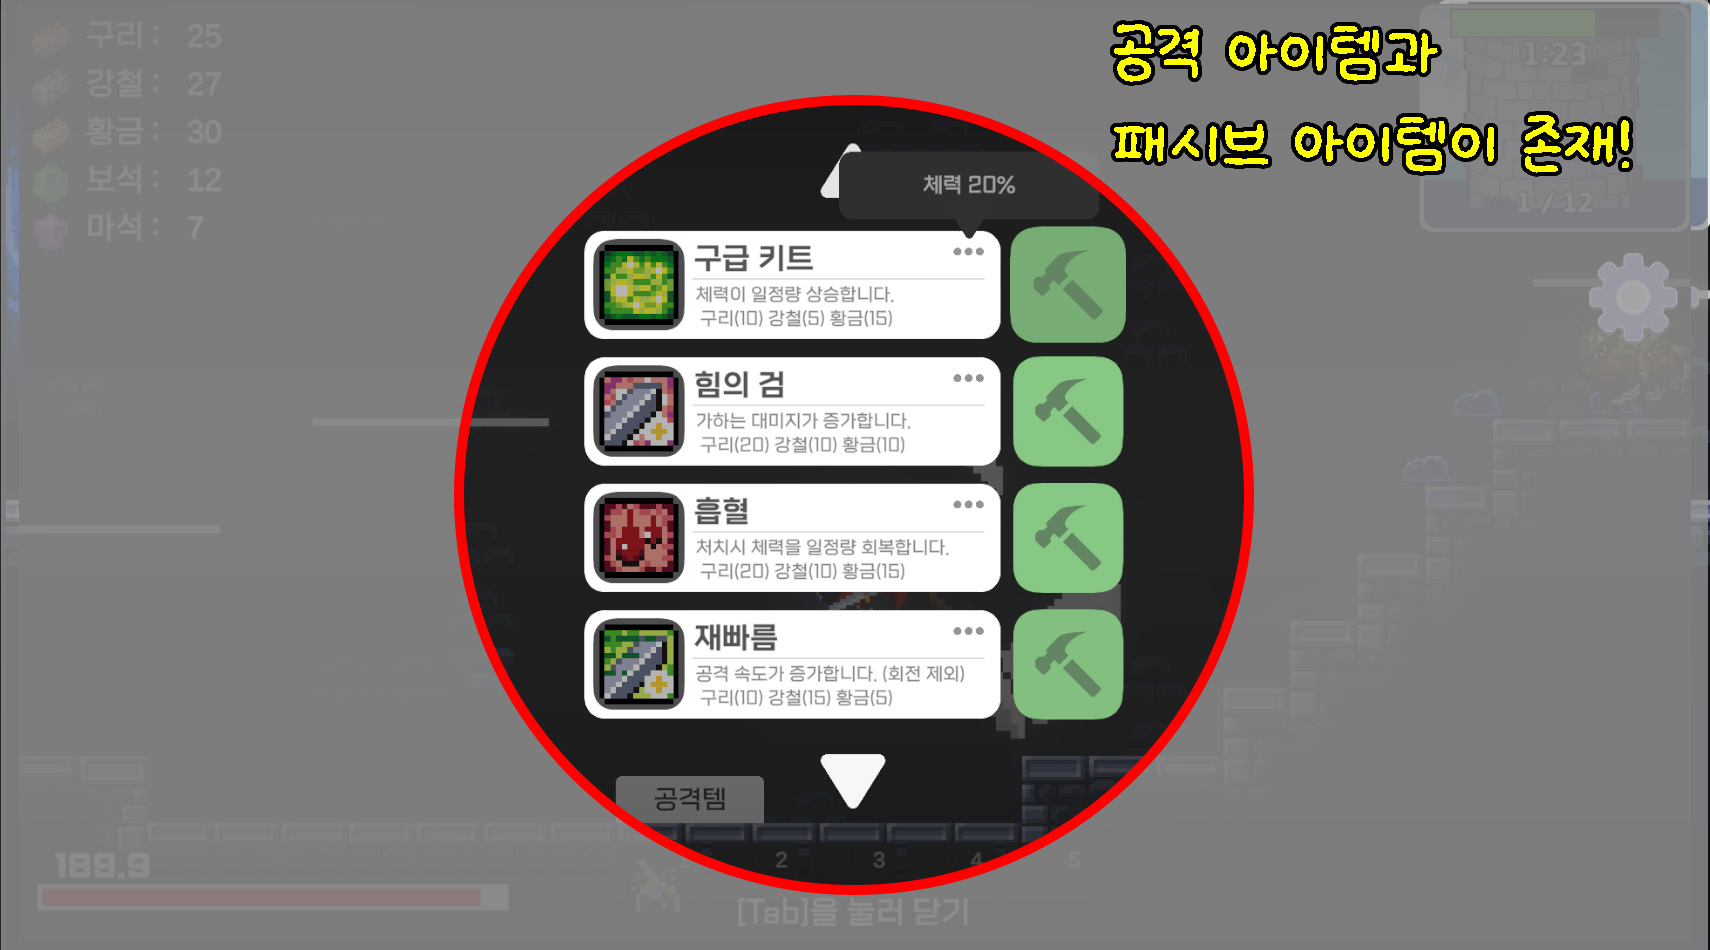 구리 : 25
강철 : 27
황금 : 30
보석 : 12
마석 : 7
공격 아이템과
패시브 아이템이 존재!
1:23
1 / 12
체력 20%
구급 키트
체력이 일정량 상승합니다.
구리(10) 강철(5) 황금(15)
힘의 검
가하는 대미지가 증가합니다.
구리(20) 강철(10) 황금(10)
흡혈
처치시 체력을 일정량 회복합니다.
구리(20) 강철(10) 황금(15)
재빠름
공격 속도가 증가합니다. (회전 제외)
구리(10) 강철(15) 황금(5)
공격템
189.9
2 3 4 5
[Tab]을 눌러 닫기